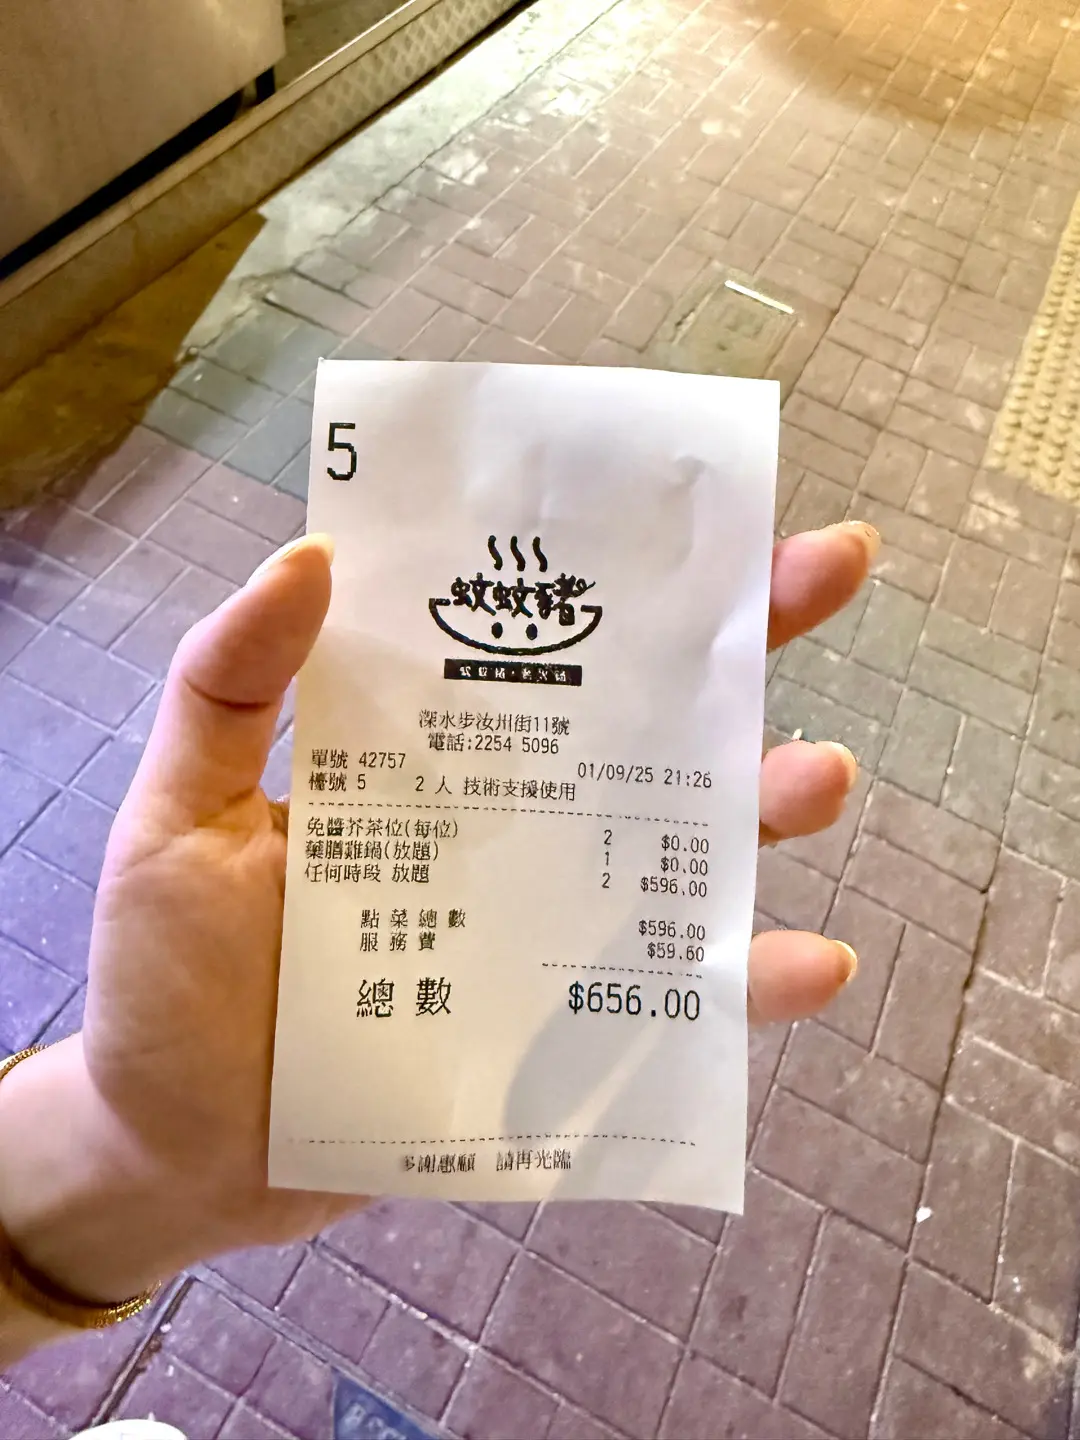 5
蚊蚊豬
深水步汝州街11號
電話:2254 5096
單號 42757
01/09/25 21:26
檯號 5 2 人 技術支援使用
免醬芥茶位(每位) 2 $0.00
藥膳雞鍋(放題) 1 $0.00
任何時段 放題 2 $596.00
點菜總數 $596.00
服務費 $59.60
總數 $656.00
多謝惠顧 請再光臨